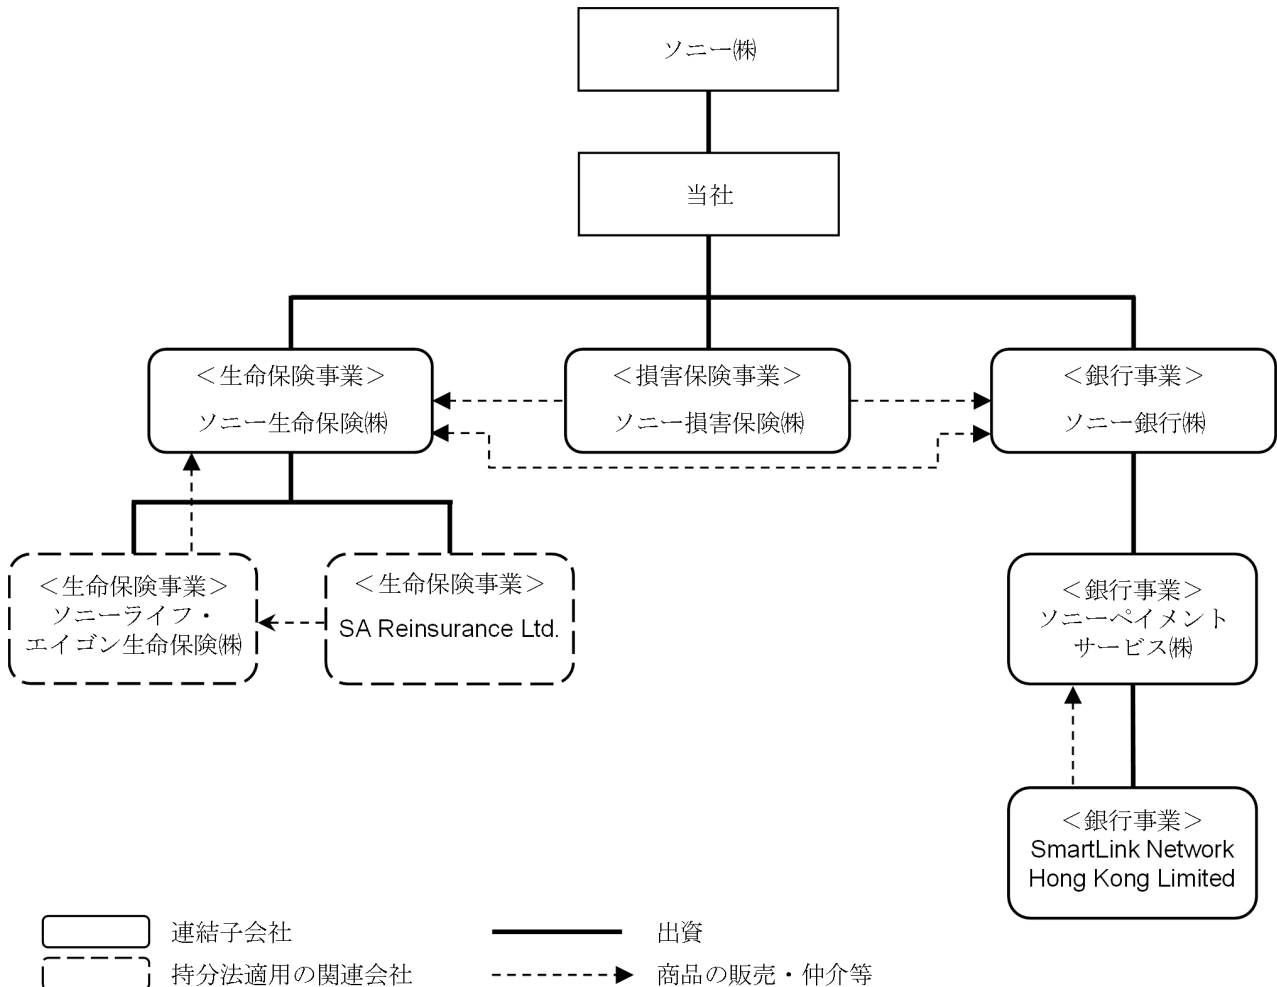 ソニー㈱
当社
＜生命保険事業＞
ソニー生命保険㈱
＜損害保険事業＞
ソニー損害保険㈱
＜銀行事業＞
ソニー銀行㈱
＜生命保険事業＞
ソニーライフ・
エイゴン生命保険㈱
＜生命保険事業＞
SA Reinsurance Ltd.
＜銀行事業＞
ソニーペイメント
サービス㈱
＜銀行事業＞
SmartLink Network
Hong Kong Limited
連結子会社
出資
持分法適用の関連会社
商品の販売・仲介等